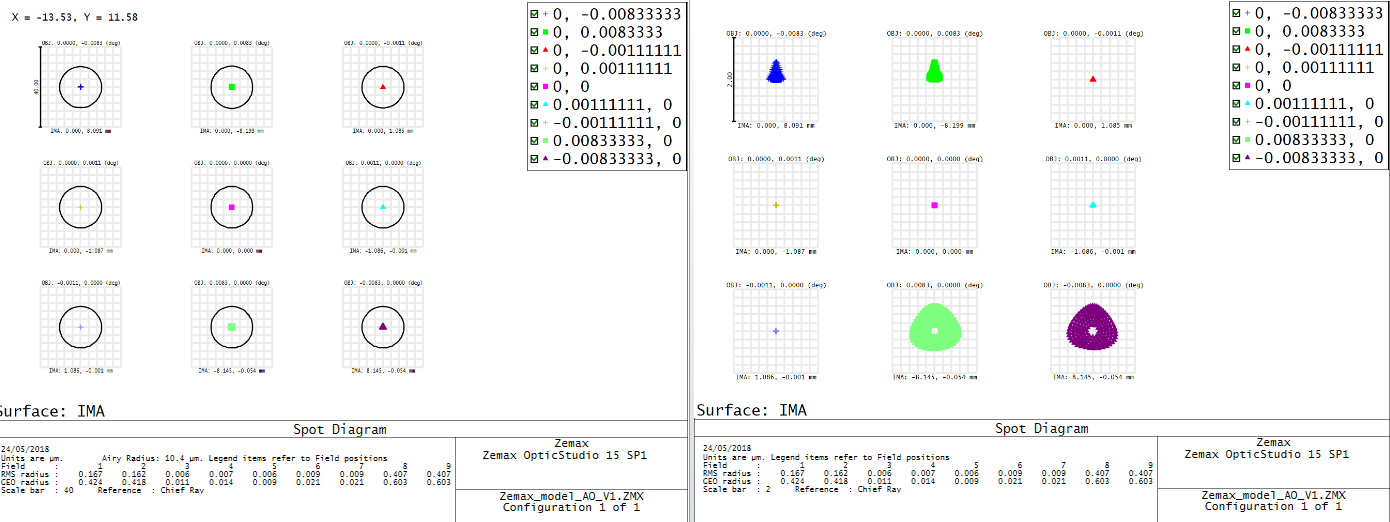 X = -13.53, Y = 11.58
0, -0.00833333
0, 0.0083333
0, -0.00111111
0, 0.00111111
0, 0
0.00111111, 0
-0.00111111, 0
0.00833333, 0
-0.00833333, 0
OBJ: 0.0000, -0.0083 (deg)
OBJ: 0.0000, 0.0083 (deg)
OBJ: 0.0000, -0.0011 (deg)
40.00
IMA: 0.000, 8.091 mm
IMA: 0.000, -8.199 mm
IMA: 0.000, 1.085 mm
OBJ: 0.0000, 0.0011 (deg)
OBJ: 0.0000, 0.0000 (deg)
OBJ: 0.0011, 0.0000 (deg)
IMA: 0.000, -1.087 mm
IMA: 0.000, 0.000 mm
IMA: -1.086, -0.001 mm
OBJ: -0.0011, 0.0000 (deg)
OBJ: 0.0083, 0.0000 (deg)
OBJ: -0.0083, 0.0000 (deg)
IMA: 1.086, -0.001 mm
IMA: -8.145, -0.054 mm
IMA: 8.145, -0.054 mm
Surface: IMA
Spot Diagram
24/05/2018
Units are µm. Airy Radius: 10.4 µm. Legend items refer to Field positions
Field : 1 2 3 4 5 6 7 8 9
RMS radius : 0.167 0.162 0.006 0.007 0.006 0.009 0.009 0.407 0.407
GEO radius : 0.424 0.418 0.011 0.014 0.009 0.021 0.021 0.603 0.603
Scale bar : 40 Reference : Chief Ray
Zemax
Zemax OpticStudio 15 SP1
Zemax_model_AO_V1.ZMX
Configuration 1 of 1
0, -0.00833333
0, 0.0083333
0, -0.00111111
0, 0.00111111
0, 0
0.00111111, 0
-0.00111111, 0
0.00833333, 0
-0.00833333, 0
OBJ: 0.0000, -0.0083 (deg)
OBJ: 0.0000, 0.0083 (deg)
OBJ: 0.0000, -0.0011 (deg)
2.00
IMA: 0.000, 8.091 mm
IMA: 0.000, -8.199 mm
IMA: 0.000, 1.085 mm
OBJ: 0.0000, 0.0011 (deg)
OBJ: 0.0000, 0.0000 (deg)
OBJ: 0.0011, 0.0000 (deg)
IMA: 0.000, -1.087 mm
IMA: 0.000, 0.000 mm
IMA: -1.086, -0.001 mm
OBJ: -0.0011, 0.0000 (deg)
OBJ: 0.0083, 0.0000 (deg)
OBJ: -0.0083, 0.0000 (deg)
IMA: 1.086, -0.001 mm
IMA: -8.145, -0.054 mm
IMA: 8.145, -0.054 mm
Surface: IMA
Spot Diagram
24/05/2018
Units are µm. Legend items refer to Field positions
Field : 1 2 3 4 5 6 7 8 9
RMS radius : 0.167 0.162 0.006 0.007 0.006 0.009 0.009 0.407 0.407
GEO radius : 0.424 0.418 0.011 0.014 0.009 0.021 0.021 0.603 0.603
Scale bar : 2 Reference : Chief Ray
Zemax
Zemax OpticStudio 15 SP1
Zemax_model_AO_V1.ZMX
Configuration 1 of 1